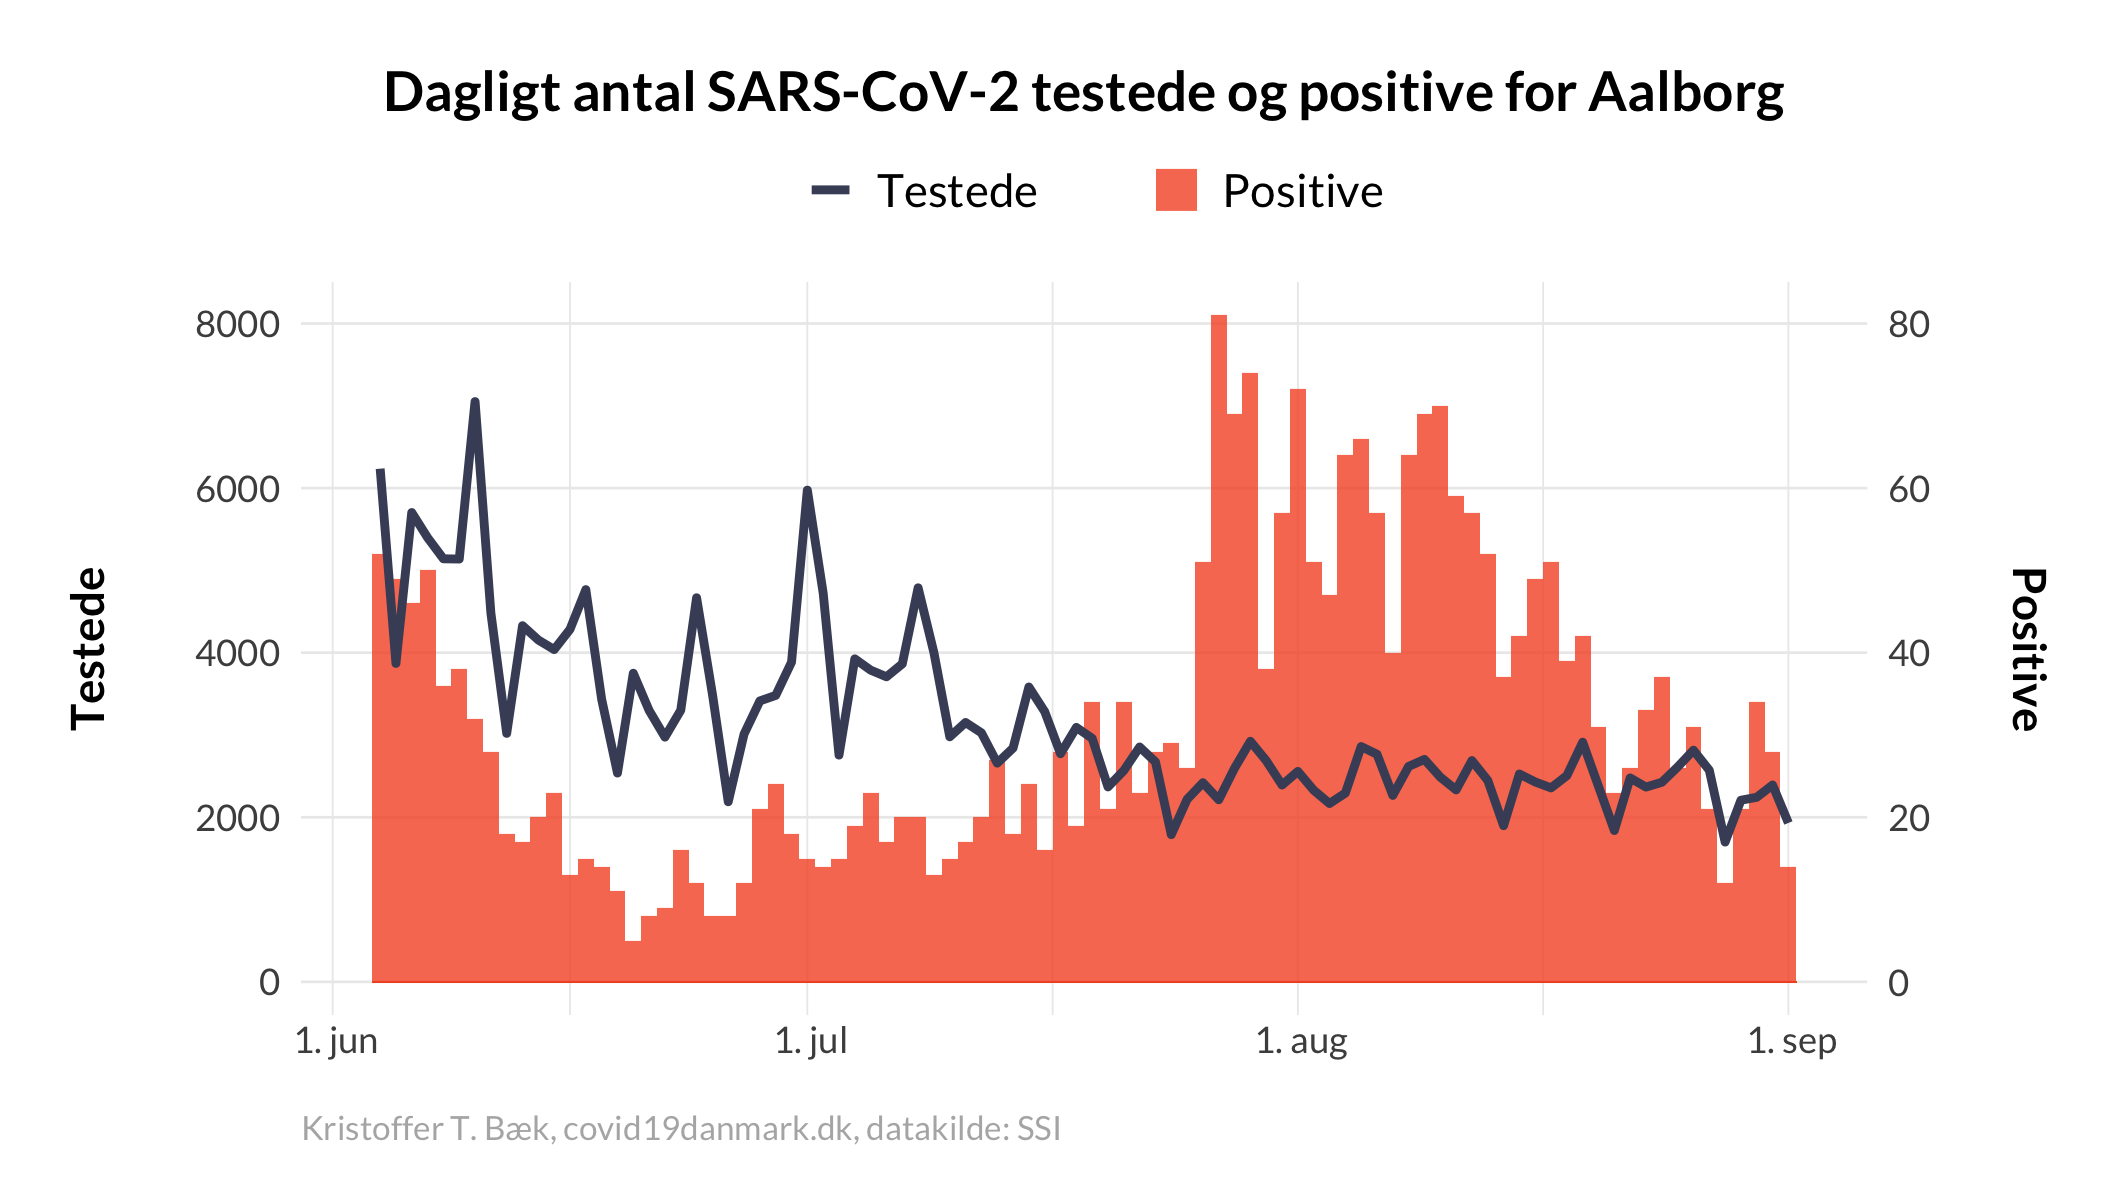 Dagligt antal SARS-CoV-2 testede og positive for Aalborg
Testede
Positive
8000
6000
4000
2000
0
Testede
80
60
40
20
0
Positive
1. jun
1. jul
1. aug
1. sep
Kristoffer T. Bæk, covid19danmark.dk, datakilde: SSI